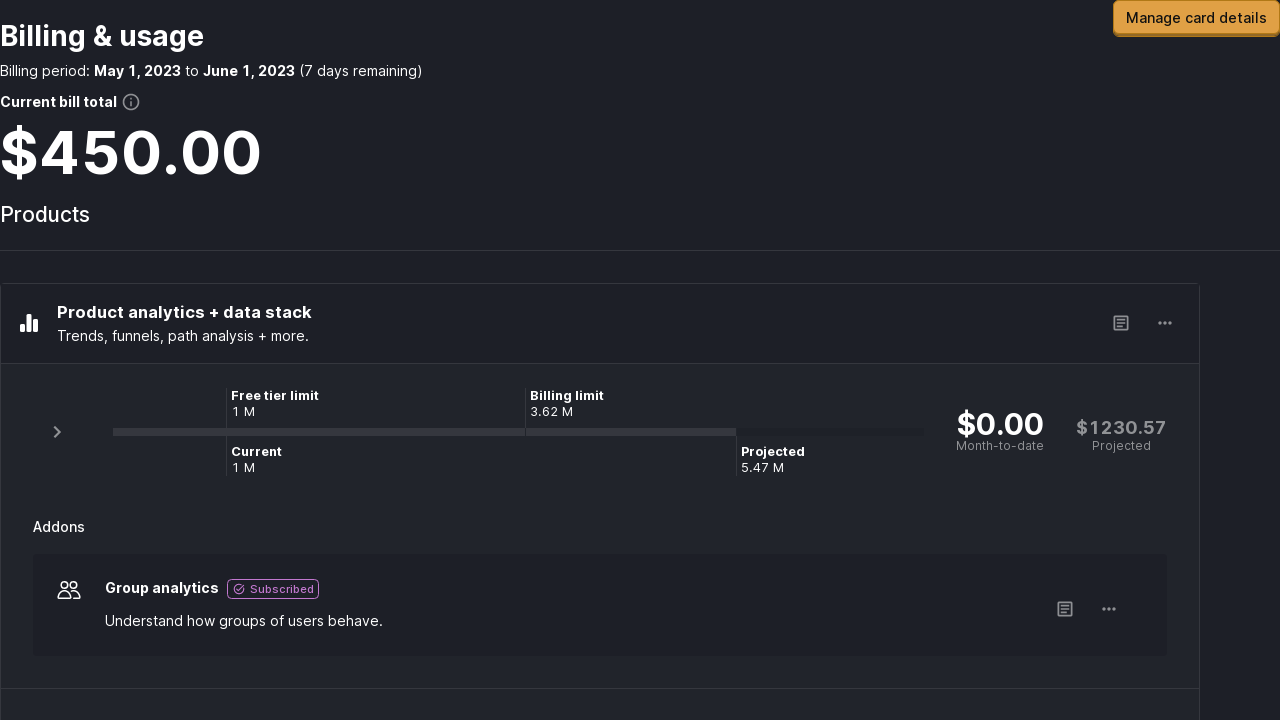 Manage card details
Billing & usage
Billing period: May 1, 2023 to June 1, 2023 (7 days remaining)
Current bill total
$450.00
Products
Product analytics + data stack
Trends, funnels, path analysis + more.
Free tier limit
1 M
Billing limit
3.62 M
Current
1 M
Projected
5.47 M
$0.00
Month-to-date
$1230.57
Projected
Addons
Group analytics Subscribed
Understand how groups of users behave.